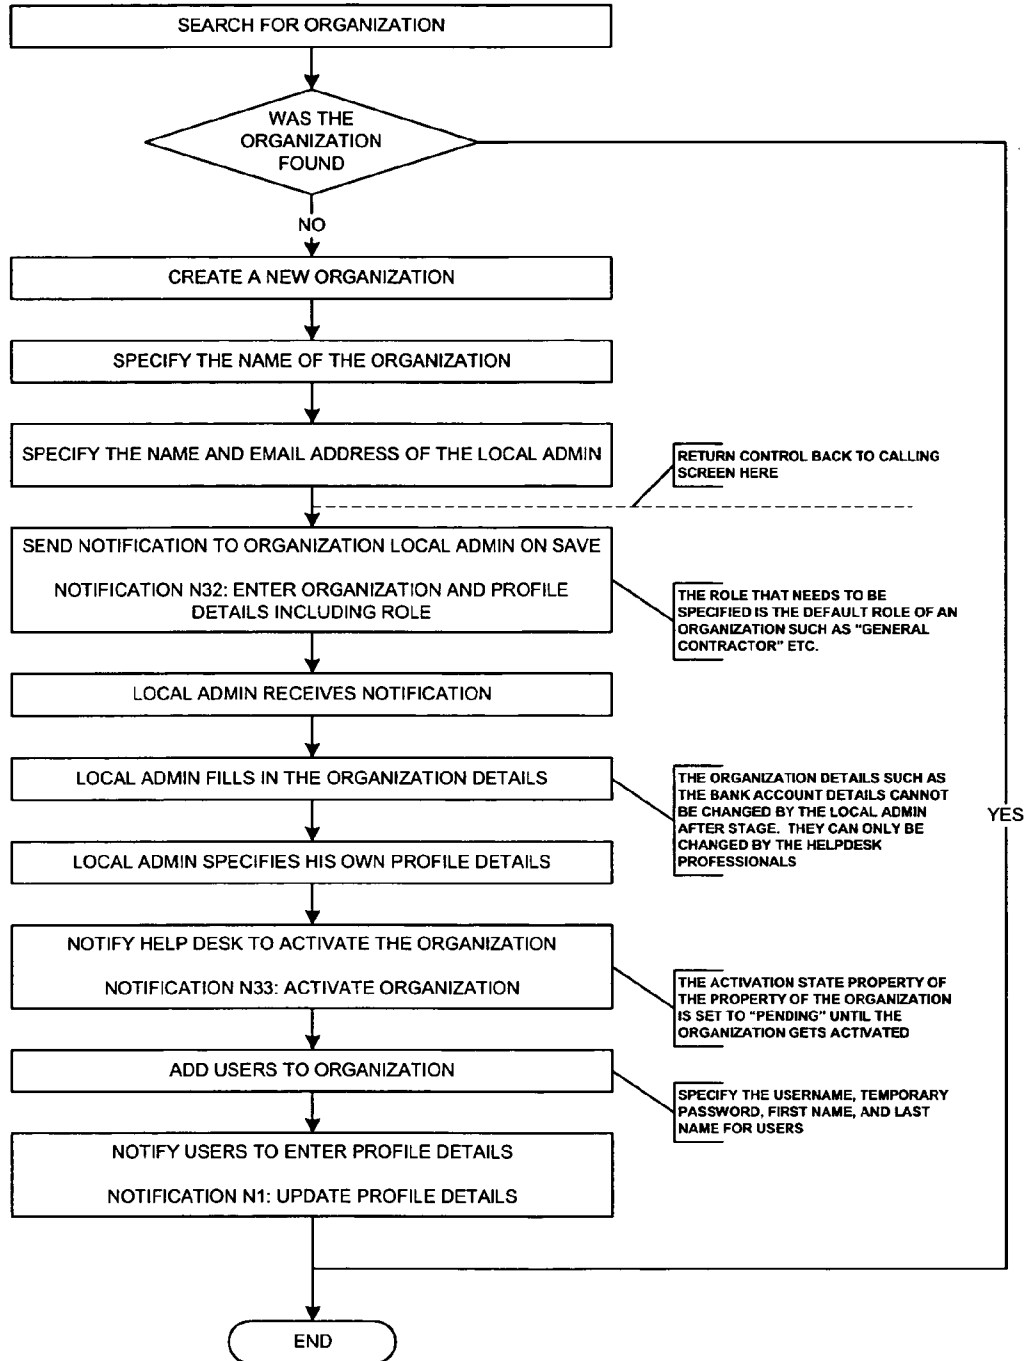 SEARCH FOR ORGANIZATION
WAS THE
ORGANIZATION
FOUND
NO
CREATE A NEW ORGANIZATION
SPECIFY THE NAME OF THE ORGANIZATION
SPECIFY THE NAME AND EMAIL ADDRESS OF THE LOCAL ADMIN
RETURN CONTROL BACK TO CALLING
SCREEN HERE
SEND NOTIFICATION TO ORGANIZATION LOCAL ADMIN ON SAVE
NOTIFICATION N32: ENTER ORGANIZATION AND PROFILE
DETAILS INCLUDING ROLE
THE ROLE THAT NEEDS TO BE
SPECIFIED IS THE DEFAULT ROLE OF AN
ORGANIZATION SUCH AS "GENERAL
CONTRACTOR" ETC.
LOCAL ADMIN RECEIVES NOTIFICATION
LOCAL ADMIN FILLS IN THE ORGANIZATION DETAILS
THE ORGANIZATION DETAILS SUCH AS
THE BANK ACCOUNT DETAILS CANNOT
BE CHANGED BY THE LOCAL ADMIN
AFTER STAGE. THEY CAN ONLY BE
CHANGED BY THE HELPDESK
PROFESSIONALS
YES
LOCAL ADMIN SPECIFIES HIS OWN PROFILE DETAILS
NOTIFY HELP DESK TO ACTIVATE THE ORGANIZATION
NOTIFICATION N33: ACTIVATE ORGANIZATION
THE ACTIVATION STATE PROPERTY OF
THE PROPERTY OF THE ORGANIZATION
IS SET TO "PENDING" UNTIL THE
ORGANIZATION GETS ACTIVATED
ADD USERS TO ORGANIZATION
SPECIFY THE USERNAME, TEMPORARY
PASSWORD, FIRST NAME, AND LAST
NAME FOR USERS
NOTIFY USERS TO ENTER PROFILE DETAILS
NOTIFICATION N1: UPDATE PROFILE DETAILS
END